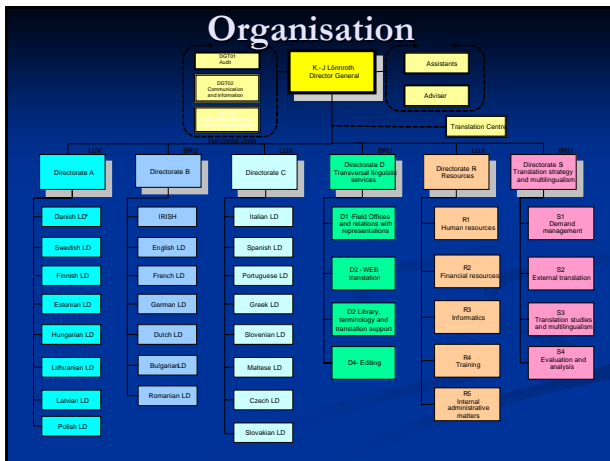 Organisation
DGT01
Audit
DGT02
Communication
and information
K.- J Lönnroth
Director General
Assistants
Adviser
Translation Centre
Horizontal Units
LUX
BRU
LUX
BRU
LUX
BRU
Directorate A
Directorate B
Directorate C
Directorate D
Transversal linguistic
services
Directorate R
Resources
Directorate S
Translation strategy
and multilingualism
Danish LD"
Swedish LD
Finnish LD
Estonian LD
Hungarian LD
Lithuanian LD
Latvian LD
Polish LD
IRISH
English LD
French LD
German LD
Dutch LD
BulgarianLD
Romanian LD
Italian LD
Spanish LD
Portuguese LD
Greek LD
Slovenian LD
Maltese LD
Czech LD
Slovakian LD
D1 -Field Offices
and relations with
representations
D2 - WEB
translation
D2 Library,
terminology and
translation support
D4- Editing
R1
Human resources
R2
Financial resources
R3
Informatics
R4
Training
R5
Internal
administrative
matters
S1
Demand
management
S2
External translation
S3
Translation studies
and multilingualism
S4
Evaluation and
analysis